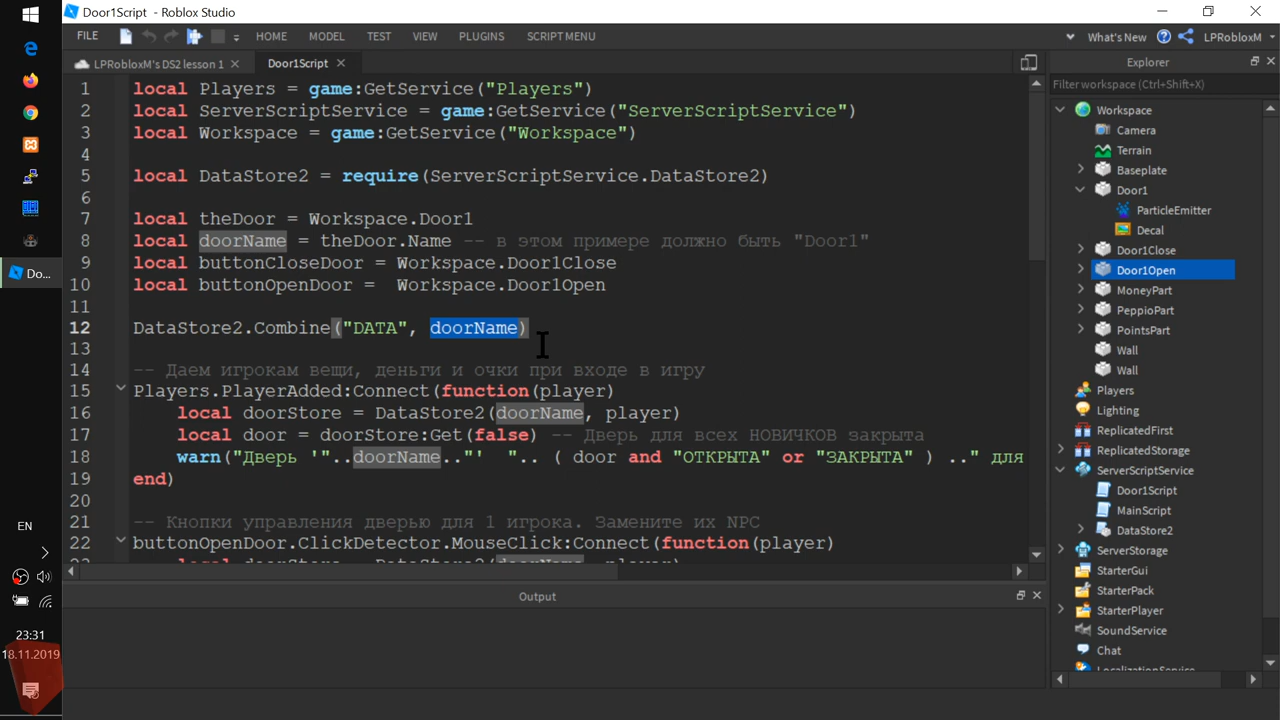 Door1Script - Roblox Studio
FILE HOME MODEL TEST VIEW PLUGINS SCRIPT MENU What's New LPRobloxM
LPRobloxM's DS2 lesson 1 Door1Script
1 local Players = game:GetService("Players")
2 local ServerScriptService = game:GetService("ServerScriptService")
3 local Workspace = game:GetService("Workspace")
4
5 local DataStore2 = require(ServerScriptService.DataStore2)
6
7 local theDoor = Workspace.Door1
8 local doorName = theDoor.Name -- в этом примере должно быть "Door1"
9 local buttonCloseDoor = Workspace.Door1Close
10 local buttonOpenDoor =  Workspace.Door1Open
11
12 DataStore2.Combine("DATA", doorName)
13
14 -- Даем игрокам вещи, деньги и очки при входе в игру
15 Players.PlayerAdded:Connect(function(player)
16 local doorStore = DataStore2(doorName, player)
17 local door = doorStore:Get(false) -- Дверь для всех НОВИЧКОВ закрыта
18 warn("Дверь '"..doorName.."'  ".. ( door and "ОТКРЫТА" or "ЗАКРЫТА" ) .." для
19 end)
20
21 -- Кнопки управления дверью для 1 игрока. Замените их NPC
22 buttonOpenDoor.ClickDetector.MouseClick:Connect(function(player)
23 local doorStore = DataStore2(doorName, player)
Output
Explorer
Filter workspace (Ctrl+Shift+X)
Workspace
Camera
Terrain
Baseplate
Door1
ParticleEmitter
Decal
Door1Close
Door1Open
MoneyPart
PeppioPart
PointsPart
Wall
Wall
Players
Lighting
ReplicatedFirst
ReplicatedStorage
ServerScriptService
Door1Script
MainScript
DataStore2
ServerStorage
StarterGui
StarterPack
StarterPlayer
SoundService
Chat
LocalizationService
Do...
EN
23:31
18.11.2019